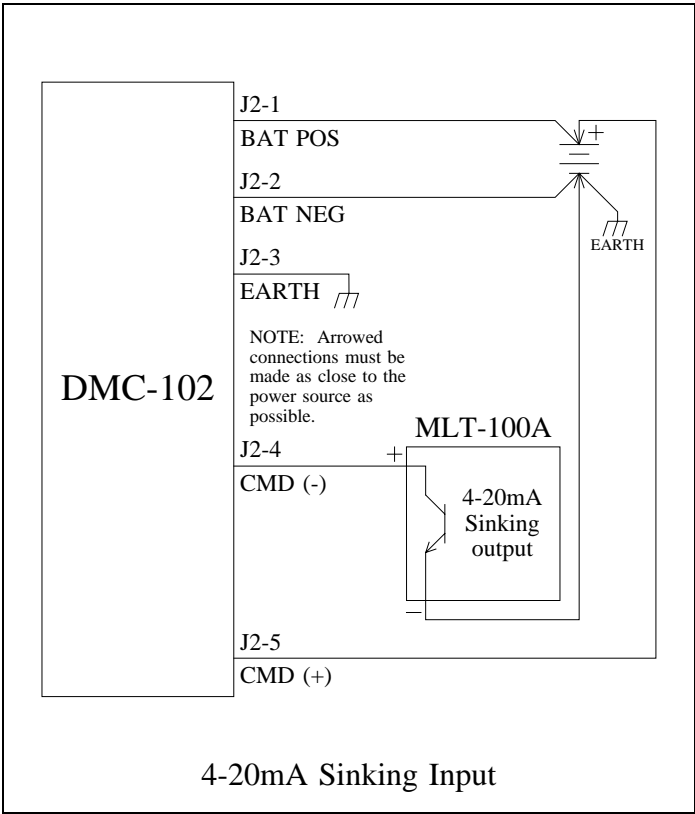 J2-1
BAT POS
+
J2-2
BAT NEG
EARTH
J2-3
EARTH
NOTE: Arrowed
connections must be
made as close to the
power source as
possible.
DMC-102
MLT-100A
J2-4
+
CMD (-)
4-20mA
Sinking
output
−
J2-5
CMD (+)
4-20mA Sinking Input